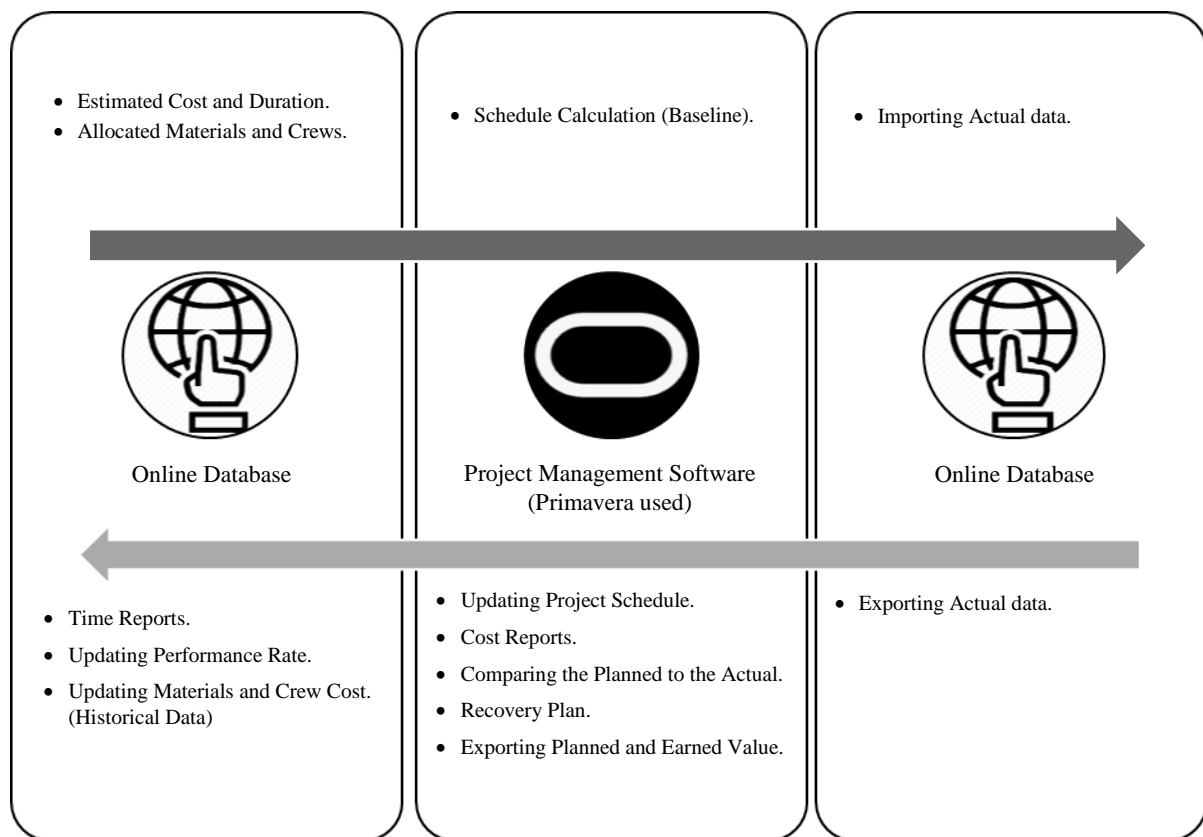 • Estimated Cost and Duration.
• Allocated Materials and Crews.
• Schedule Calculation (Baseline).
• Importing Actual data.
Online Database
Project Management Software
(Primavera used)
Online Database
• Time Reports.
• Updating Performance Rate.
• Updating Materials and Crew Cost.
(Historical Data)
• Updating Project Schedule.
• Cost Reports.
• Comparing the Planned to the Actual.
• Recovery Plan.
• Exporting Planned and Earned Value.
• Exporting Actual data.